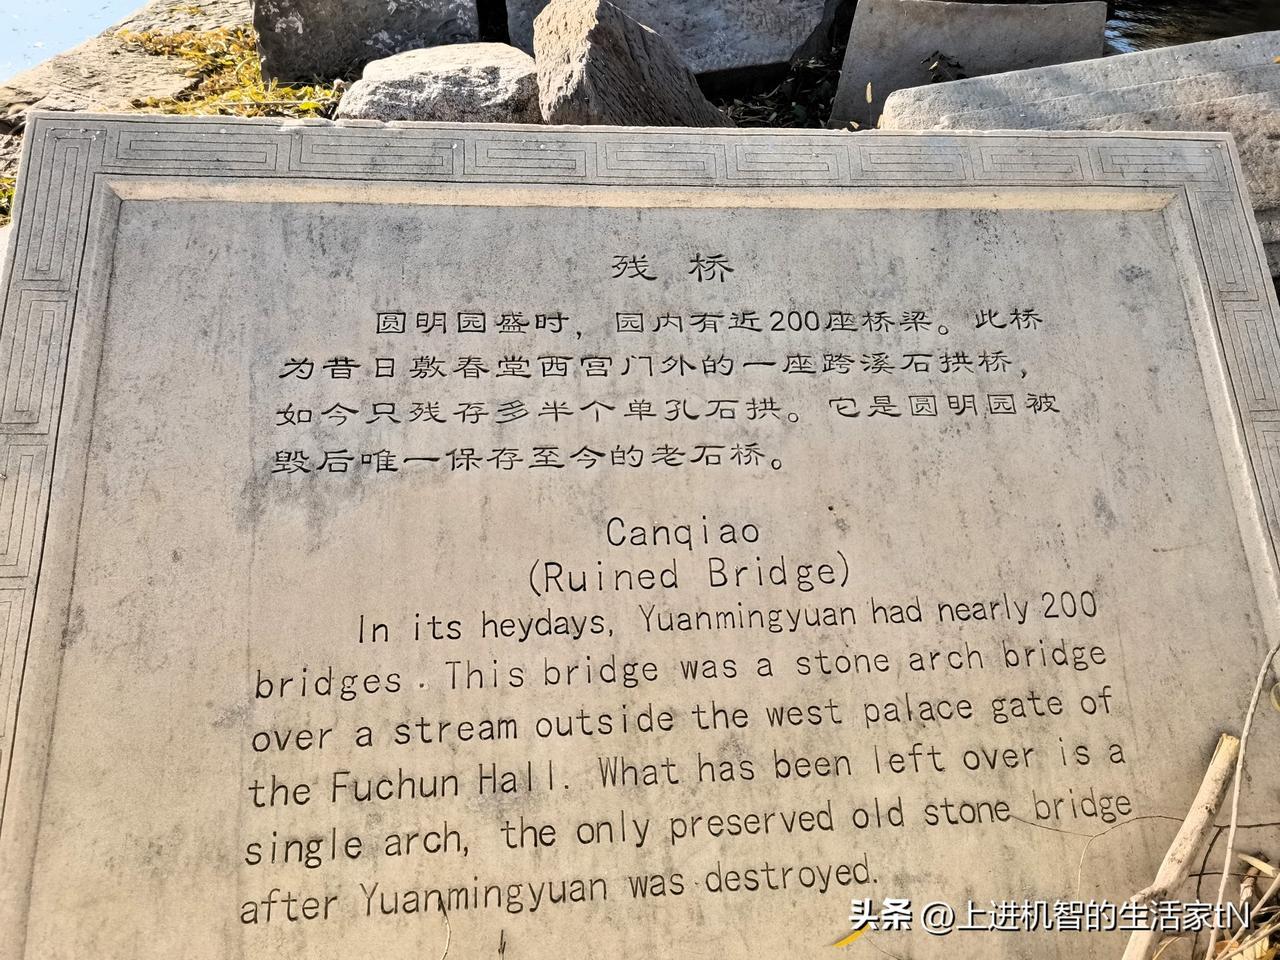 残 桥
圆明园盛时，园内有近200座桥梁。此桥
为昔日敷春堂西宫门外的一座跨溪石拱桥，
如今只残存多半个单孔石拱。它是圆明园被
毁后唯一保存至今的老石桥。
Canqiao
(Ruined Bridge)
In its heydays, Yuanmingyuan had nearly 200
bridges. This bridge was a stone arch bridge
over a stream outside the west palace gate of
the Fuchun Hall. What has been left over is a
single arch, the only preserved old stone bridge
after Yuanmingyuan was destroyed.
头条 @上进机智的生活家tN